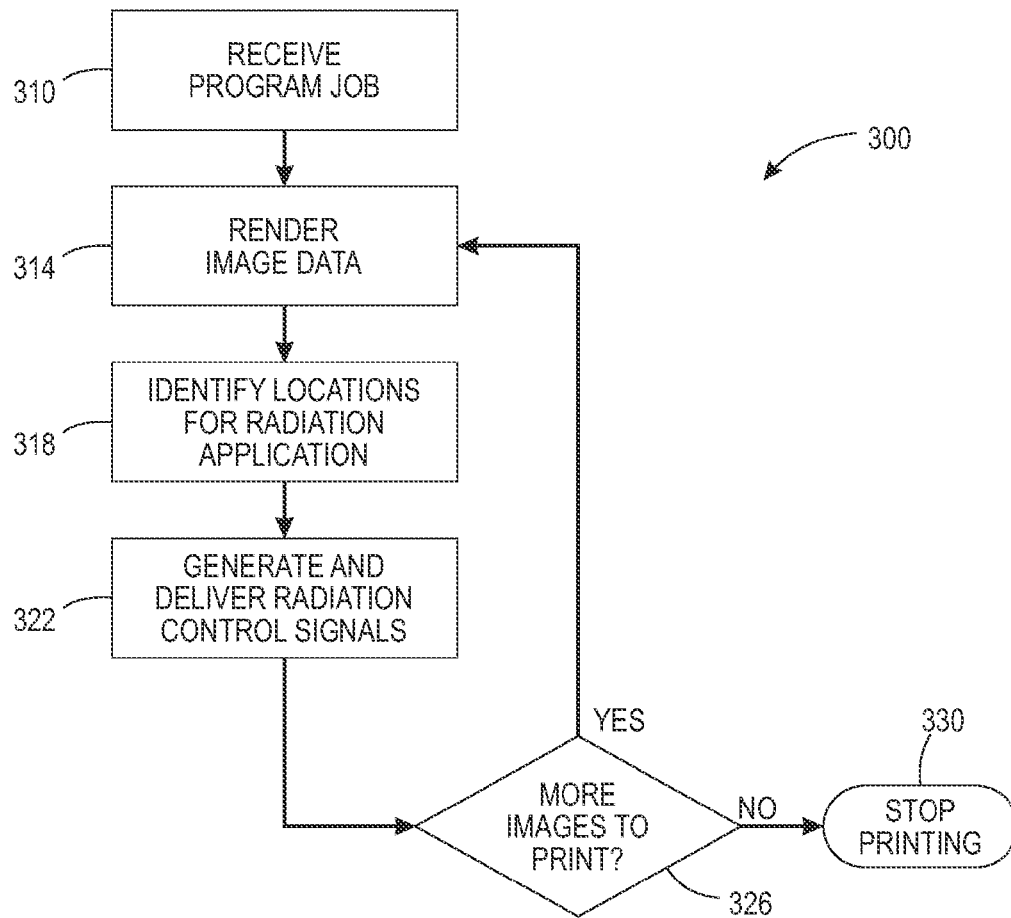 310
RECEIVE
PROGRAM JOB
300
314
RENDER
IMAGE DATA
318
IDENTIFY LOCATIONS
FOR RADIATION
APPLICATION
322
GENERATE AND
DELIVER RADIATION
CONTROL SIGNALS
YES
MORE
IMAGES TO
PRINT?
326
NO
330
STOP
PRINTING